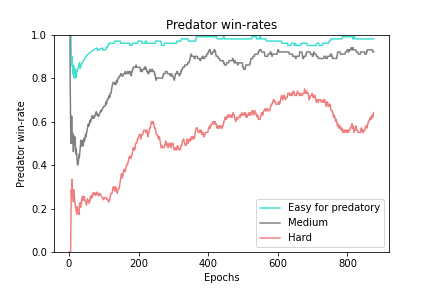 Predator win-rates
Predator win-rate
1.0
0.8
0.6
0.4
0.2
0.0
Easy for predatory
Medium
Hard
0
200
400
600
800
Epochs